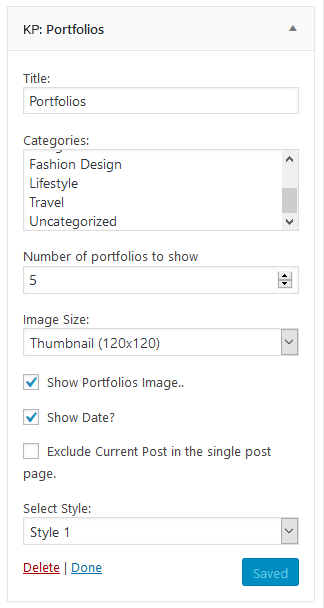 KP: Portfolios
Title:
Portfolios
Categories:
Fashion Design
Lifestyle
Travel
Uncategorized
Number of portfolios to show
5
Image Size:
Thumbnail (120x120)
Show Portfolios Image..
Show Date?
Exclude Current Post in the single post
page.
Select Style:
Style 1
Delete | Done
Saved